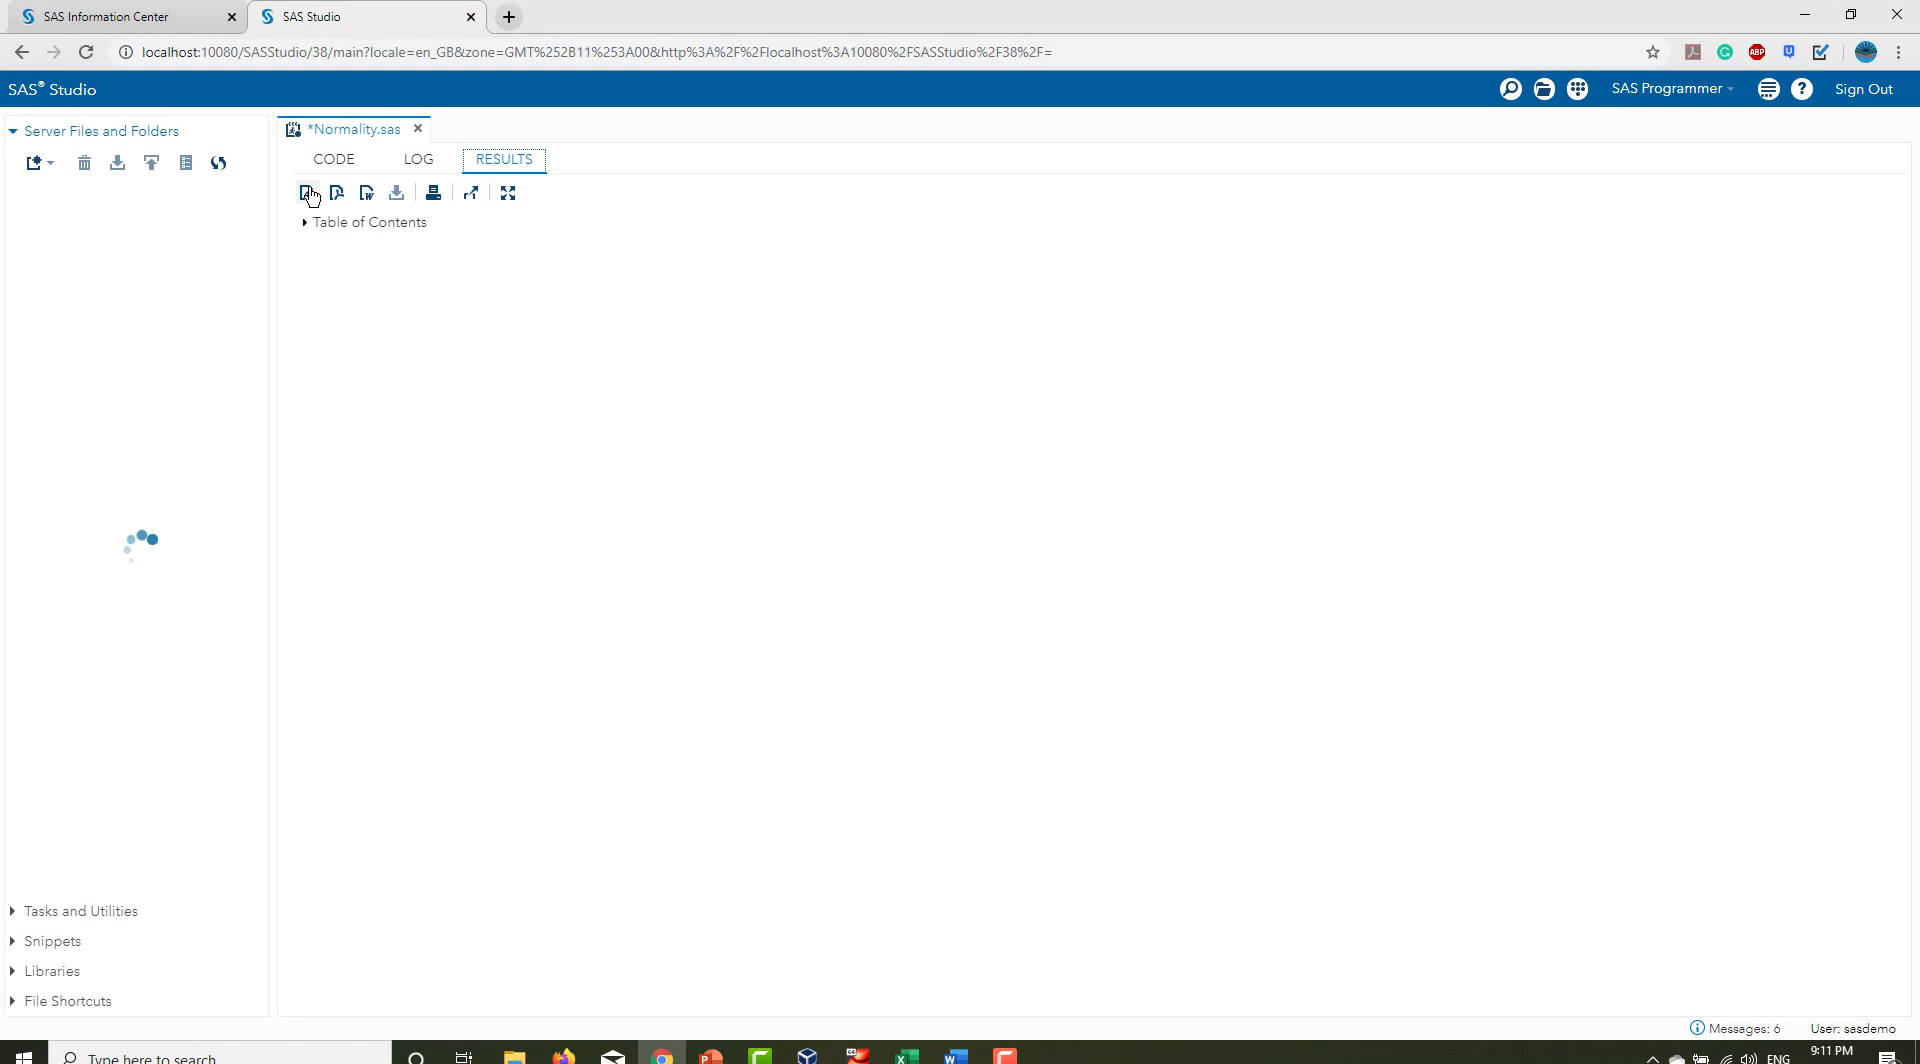 SAS Information Center
SAS Studio
localhost:10080/SASStudio/38/main?locale=en_GB&zone=GMT%252B11%253A00&http%3A%2F%2Flocalhost%3A10080%2FSASStudio%2F38%2F=
ABP
SAS® Studio
SAS Programmer
Sign Out
Server Files and Folders
*Normality.sas
CODE
LOG
RESULTS
Table of Contents
Tasks and Utilities
Snippets
Libraries
File Shortcuts
Messages: 6
User: sasdemo
Type here to search
ENG
9:11 PM